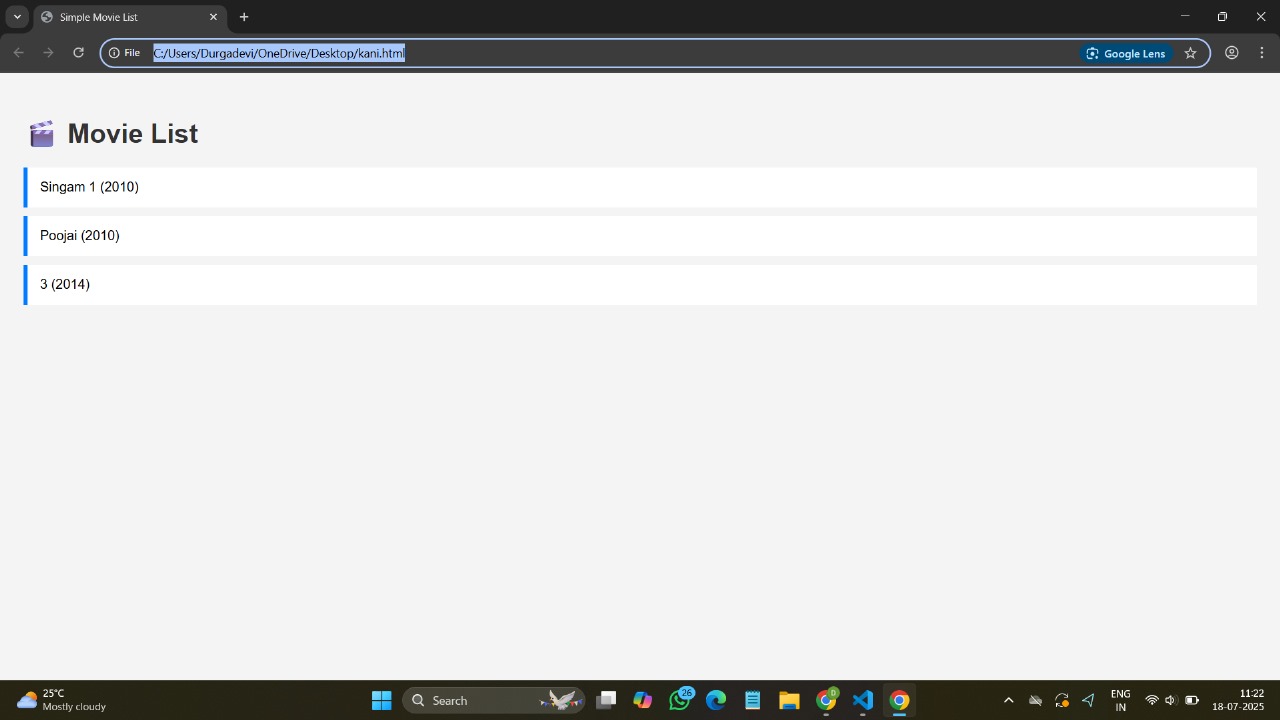 Simple Movie List
File
C:/Users/Durgadevi/OneDrive/Desktop/kani.html
Google Lens
Movie List
Singam 1 (2010)
Poojai (2010)
3 (2014)
25°C
Mostly cloudy
Search
26
0
ENG
IN
11:22
18-07-2025